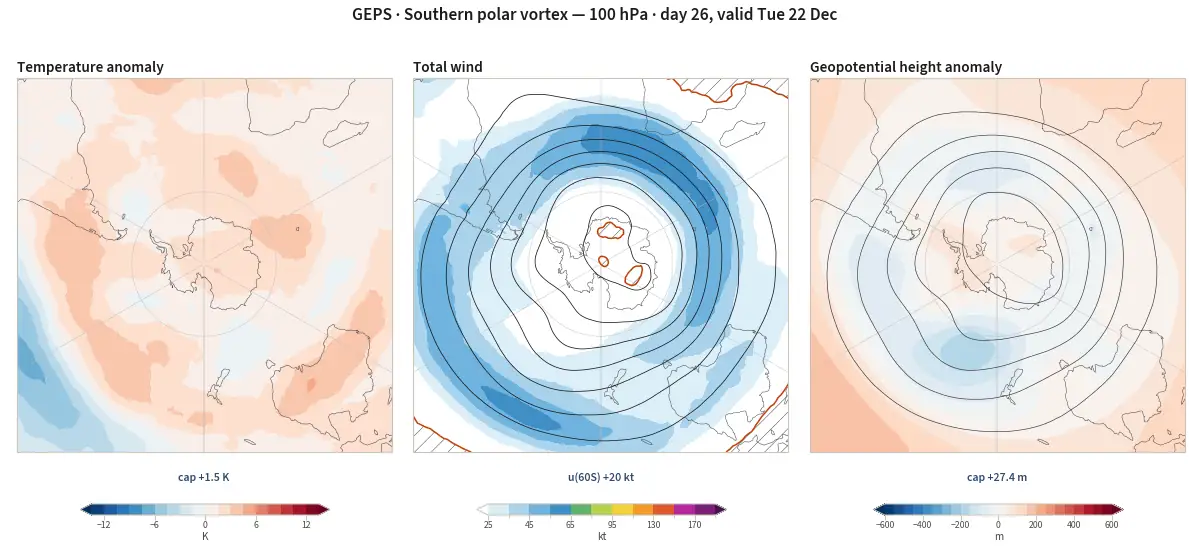 GEPS · Southern polar vortex — 100 hPa · day 26, valid Tue 22 Dec
Temperature anomaly
Total wind
Geopotential height anomaly
cap +1.5 K
u(60S) +20 kt
cap +27.4 m
−12 −6 0 6 12
K
25 45 65 95 130 170
kt
−600 −400 −200 0 200 400 600
m